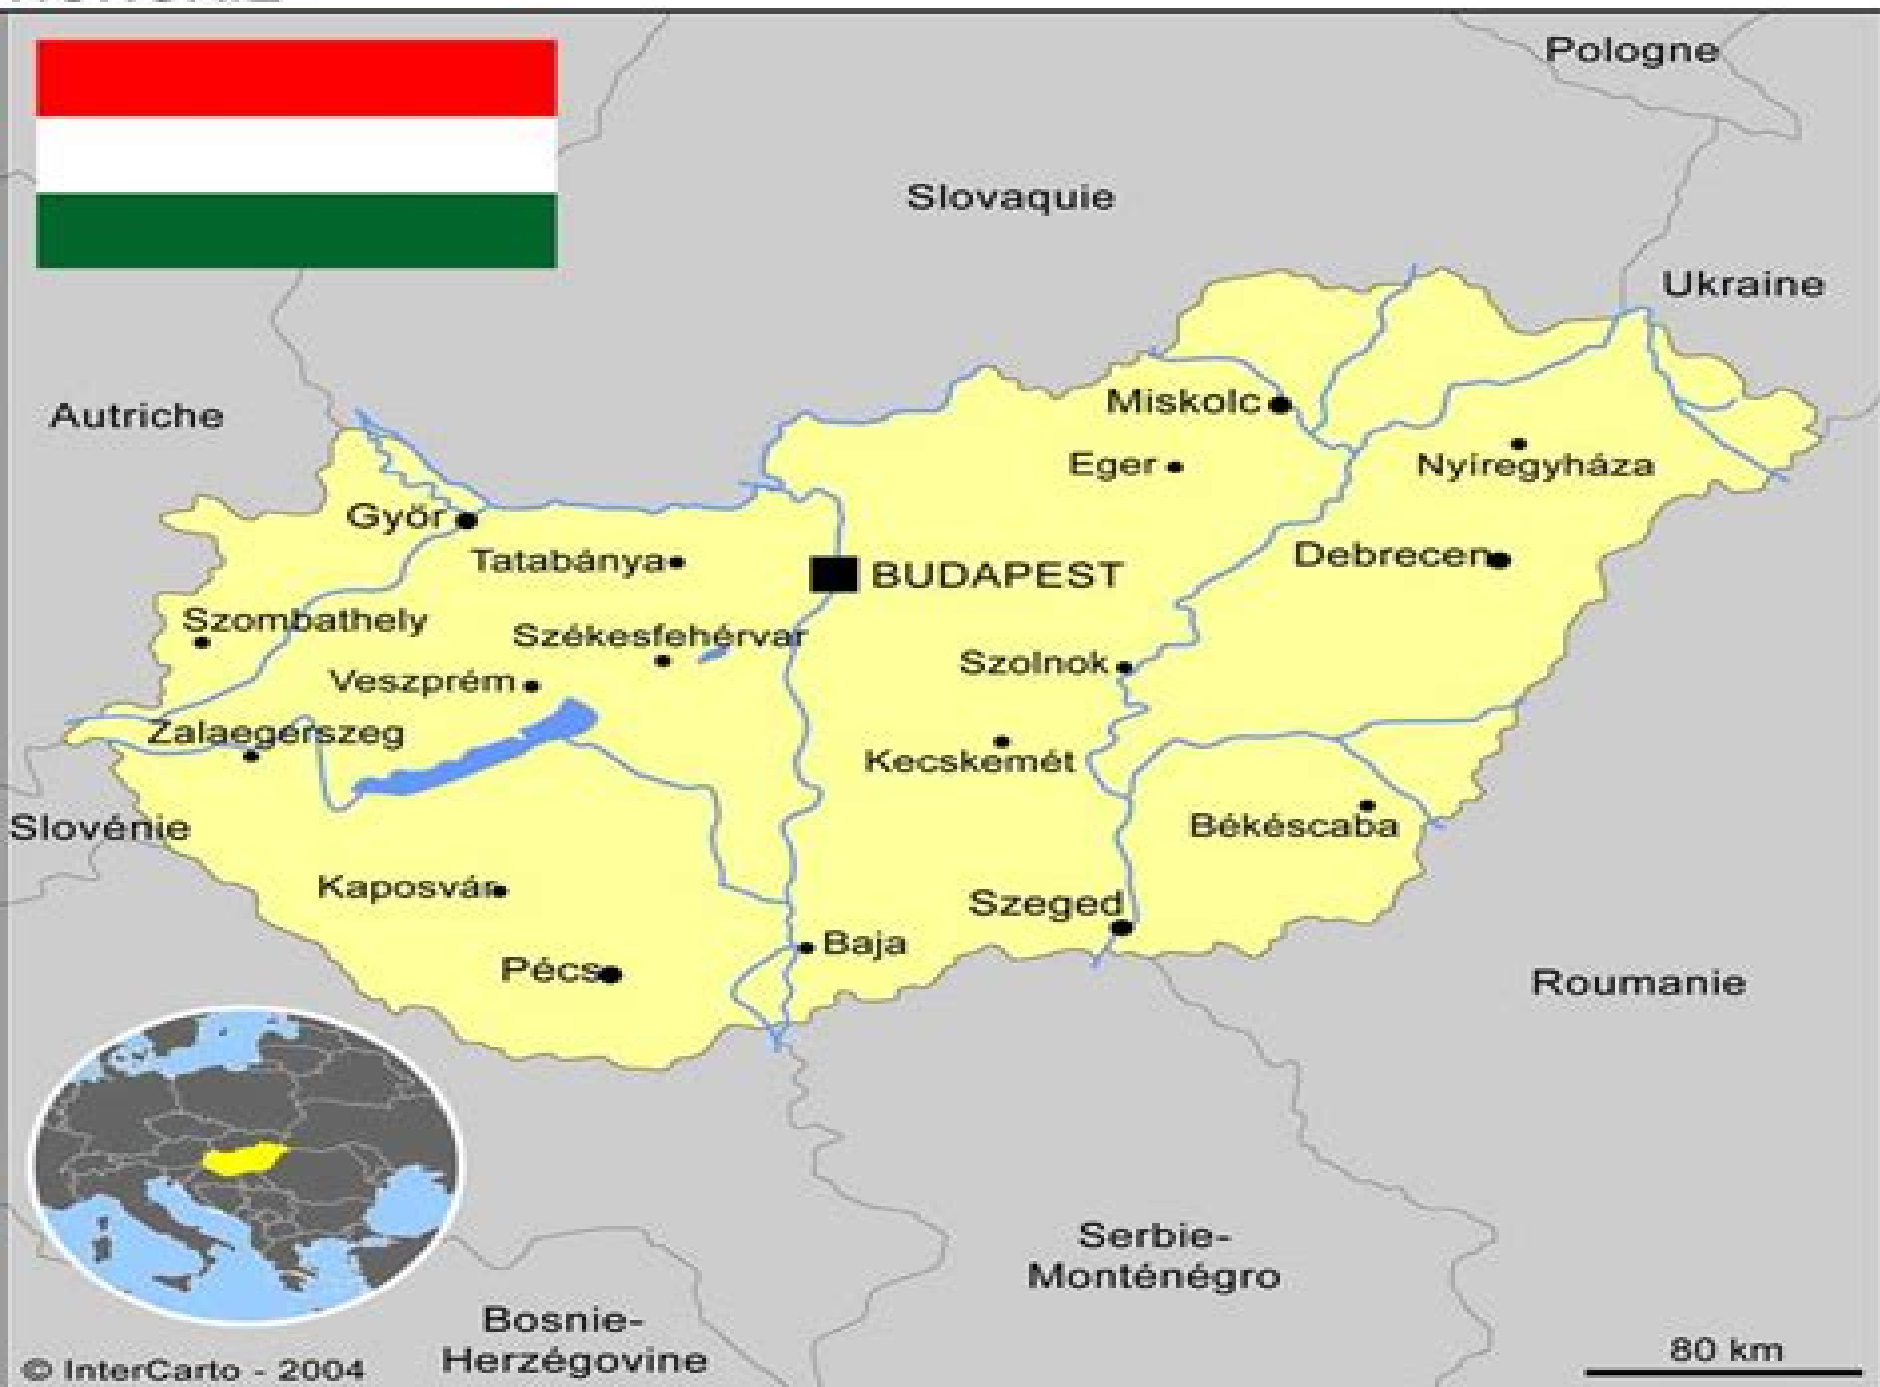 Pologne
Slovaquie
Ukraine
Autriche
Miskolc
Eger
Nyíregyháza
Győr
Tatabánya
BUDAPEST
Debrecen
Szombathely
Székesfehérvar
Szolnok
Veszprém
Zalaegerszeg
Kecskemét
Slovénie
Békéscaba
Kaposvár
Szeged
Baja
Pécs
Roumanie
Serbie-
Monténégro
Bosnie-
Herzégovine
80 km
© InterCarto - 2004